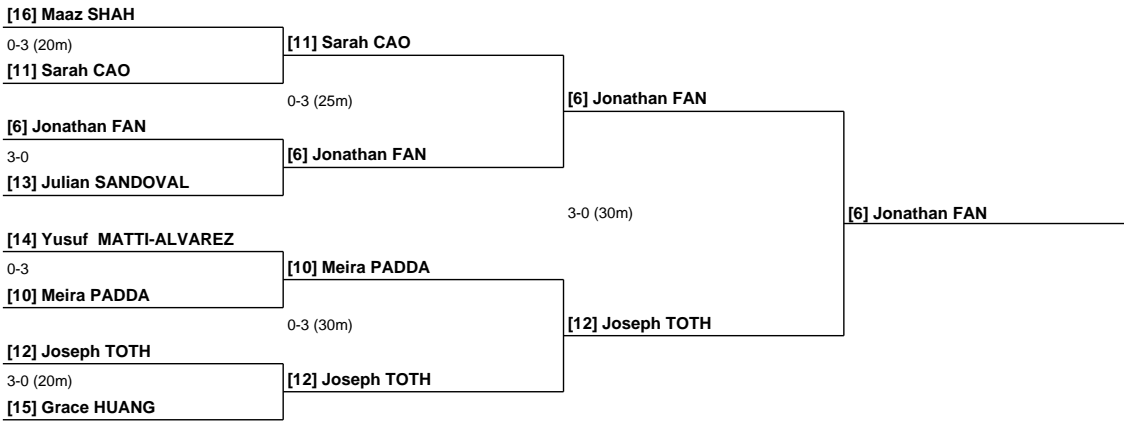 [16] Maaz SHAH
0-3 (20m)
[11] Sarah CAO
[11] Sarah CAO
0-3 (25m)
[6] Jonathan FAN
[6] Jonathan FAN
3-0
[6] Jonathan FAN
[13] Julian SANDOVAL
3-0 (30m)
[6] Jonathan FAN
[14] Yusuf  MATTI-ALVAREZ
0-3
[10] Meira PADDA
[10] Meira PADDA
0-3 (30m)
[12] Joseph TOTH
[12] Joseph TOTH
3-0 (20m)
[12] Joseph TOTH
[15] Grace HUANG